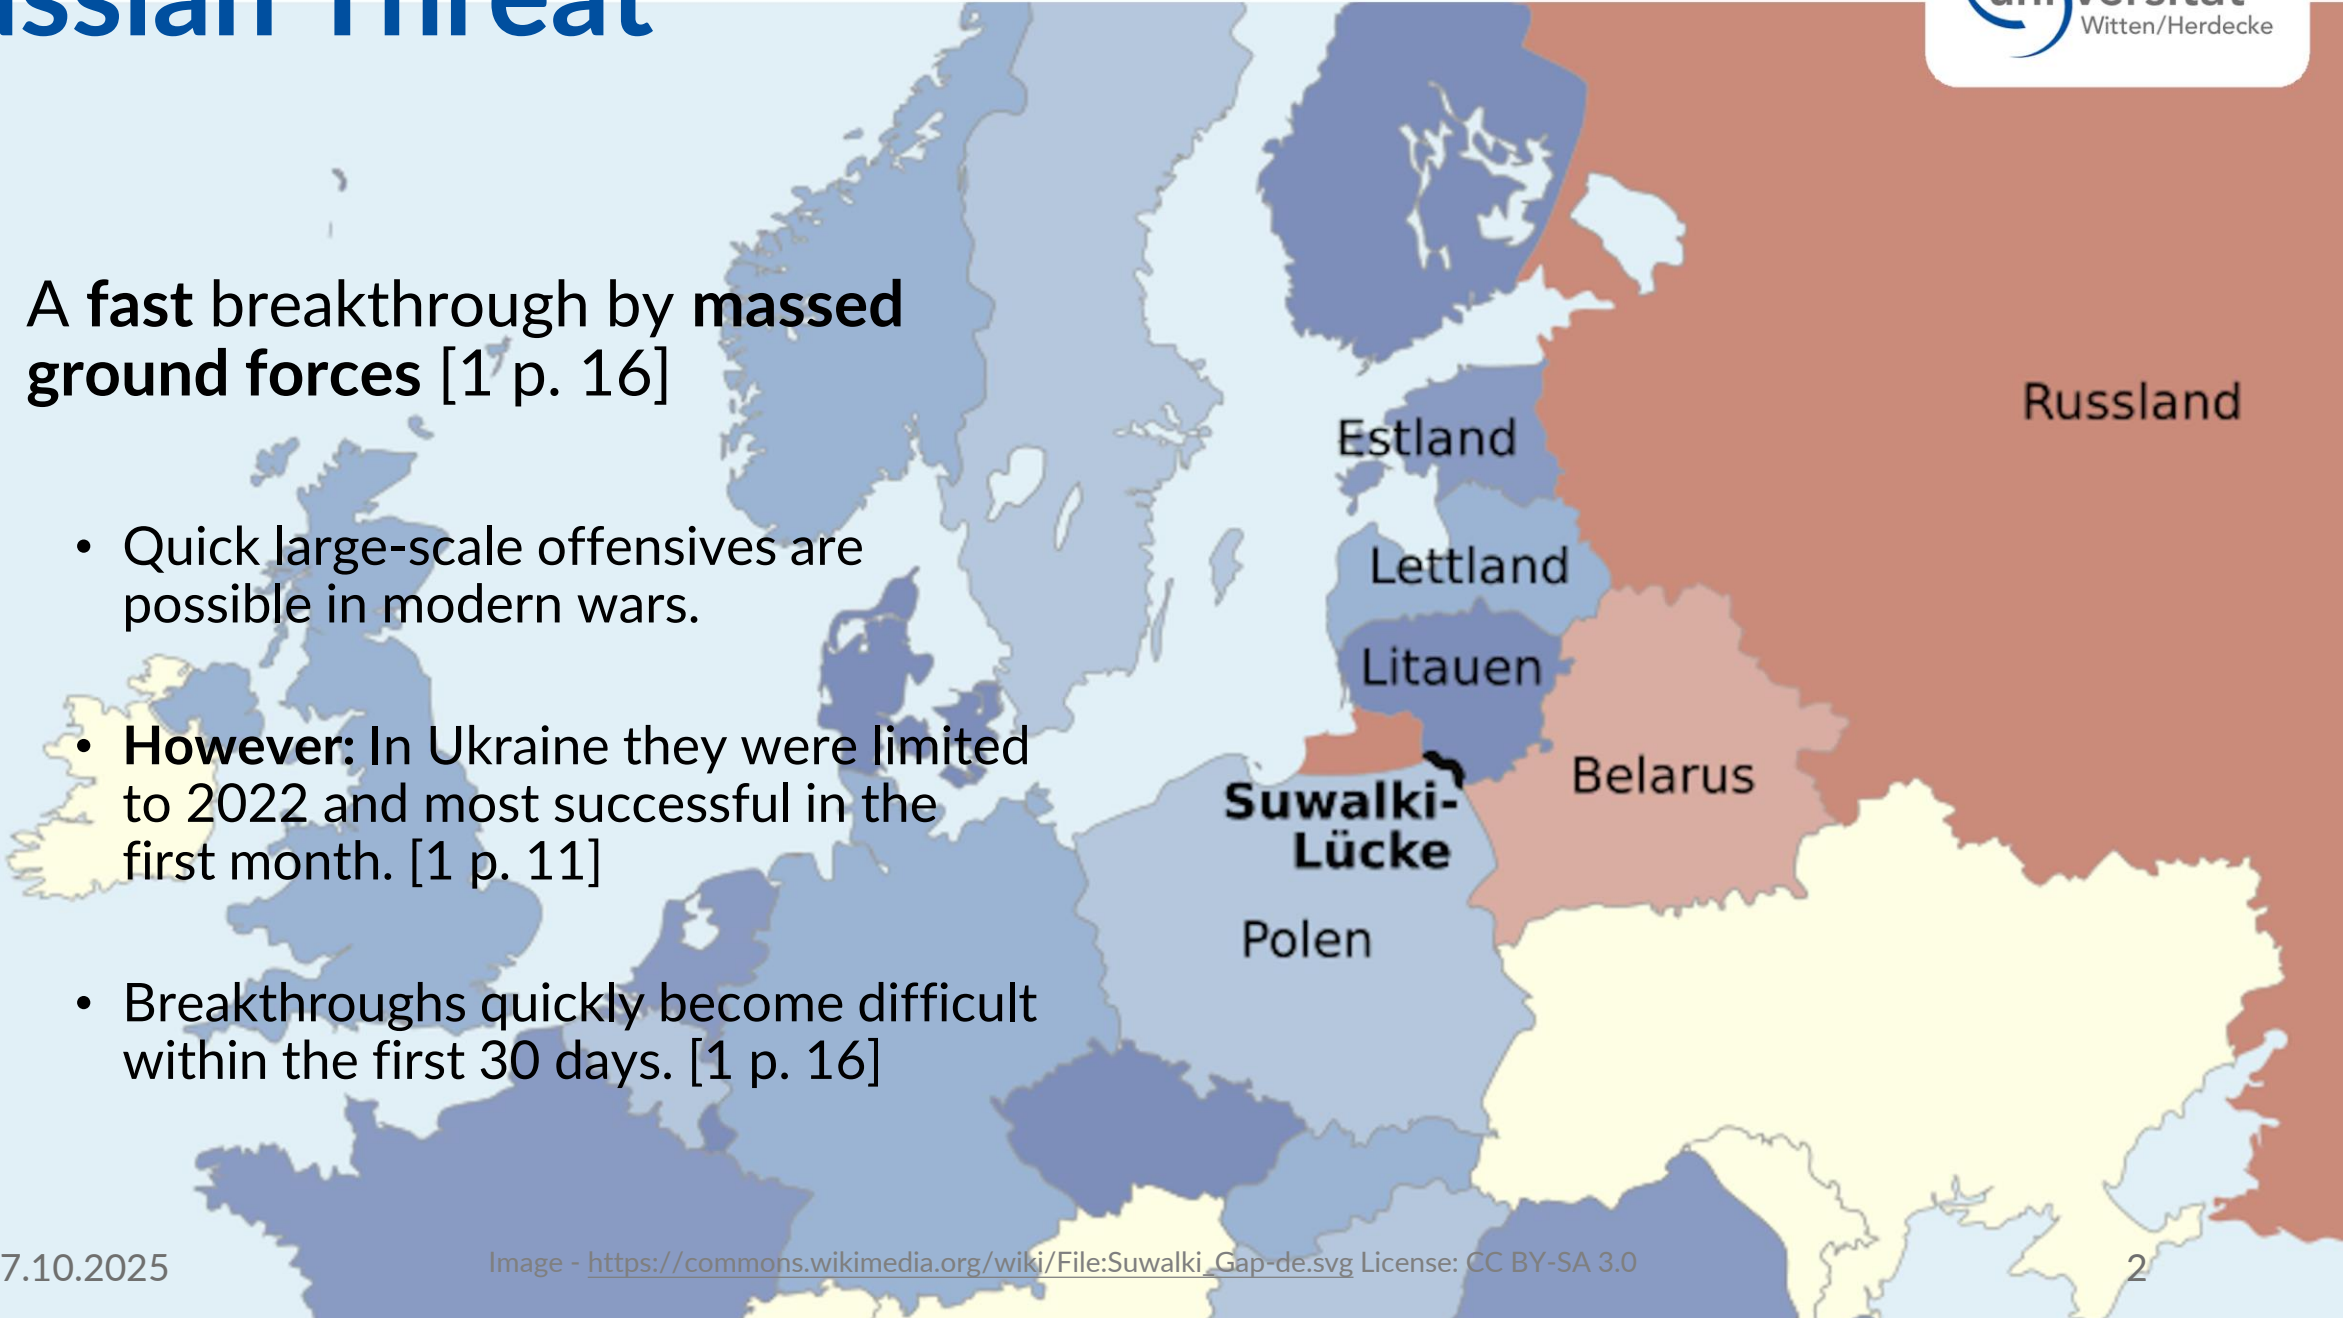 ssian Threat
universität
Witten/Herdecke
A fast breakthrough by massed
ground forces [1 p. 16]
• Quick large-scale offensives are
possible in modern wars.
• However: In Ukraine they were limited
to 2022 and most successful in the
first month. [1 p. 11]
• Breakthroughs quickly become difficult
within the first 30 days. [1 p. 16]
Russland
Estland
Lettland
Litauen
Belarus
Suwalki-
Lücke
Polen
7.10.2025
Image - https://commons.wikimedia.org/wiki/File:Suwalki_Gap-de.svg License: CC BY-SA 3.0
2